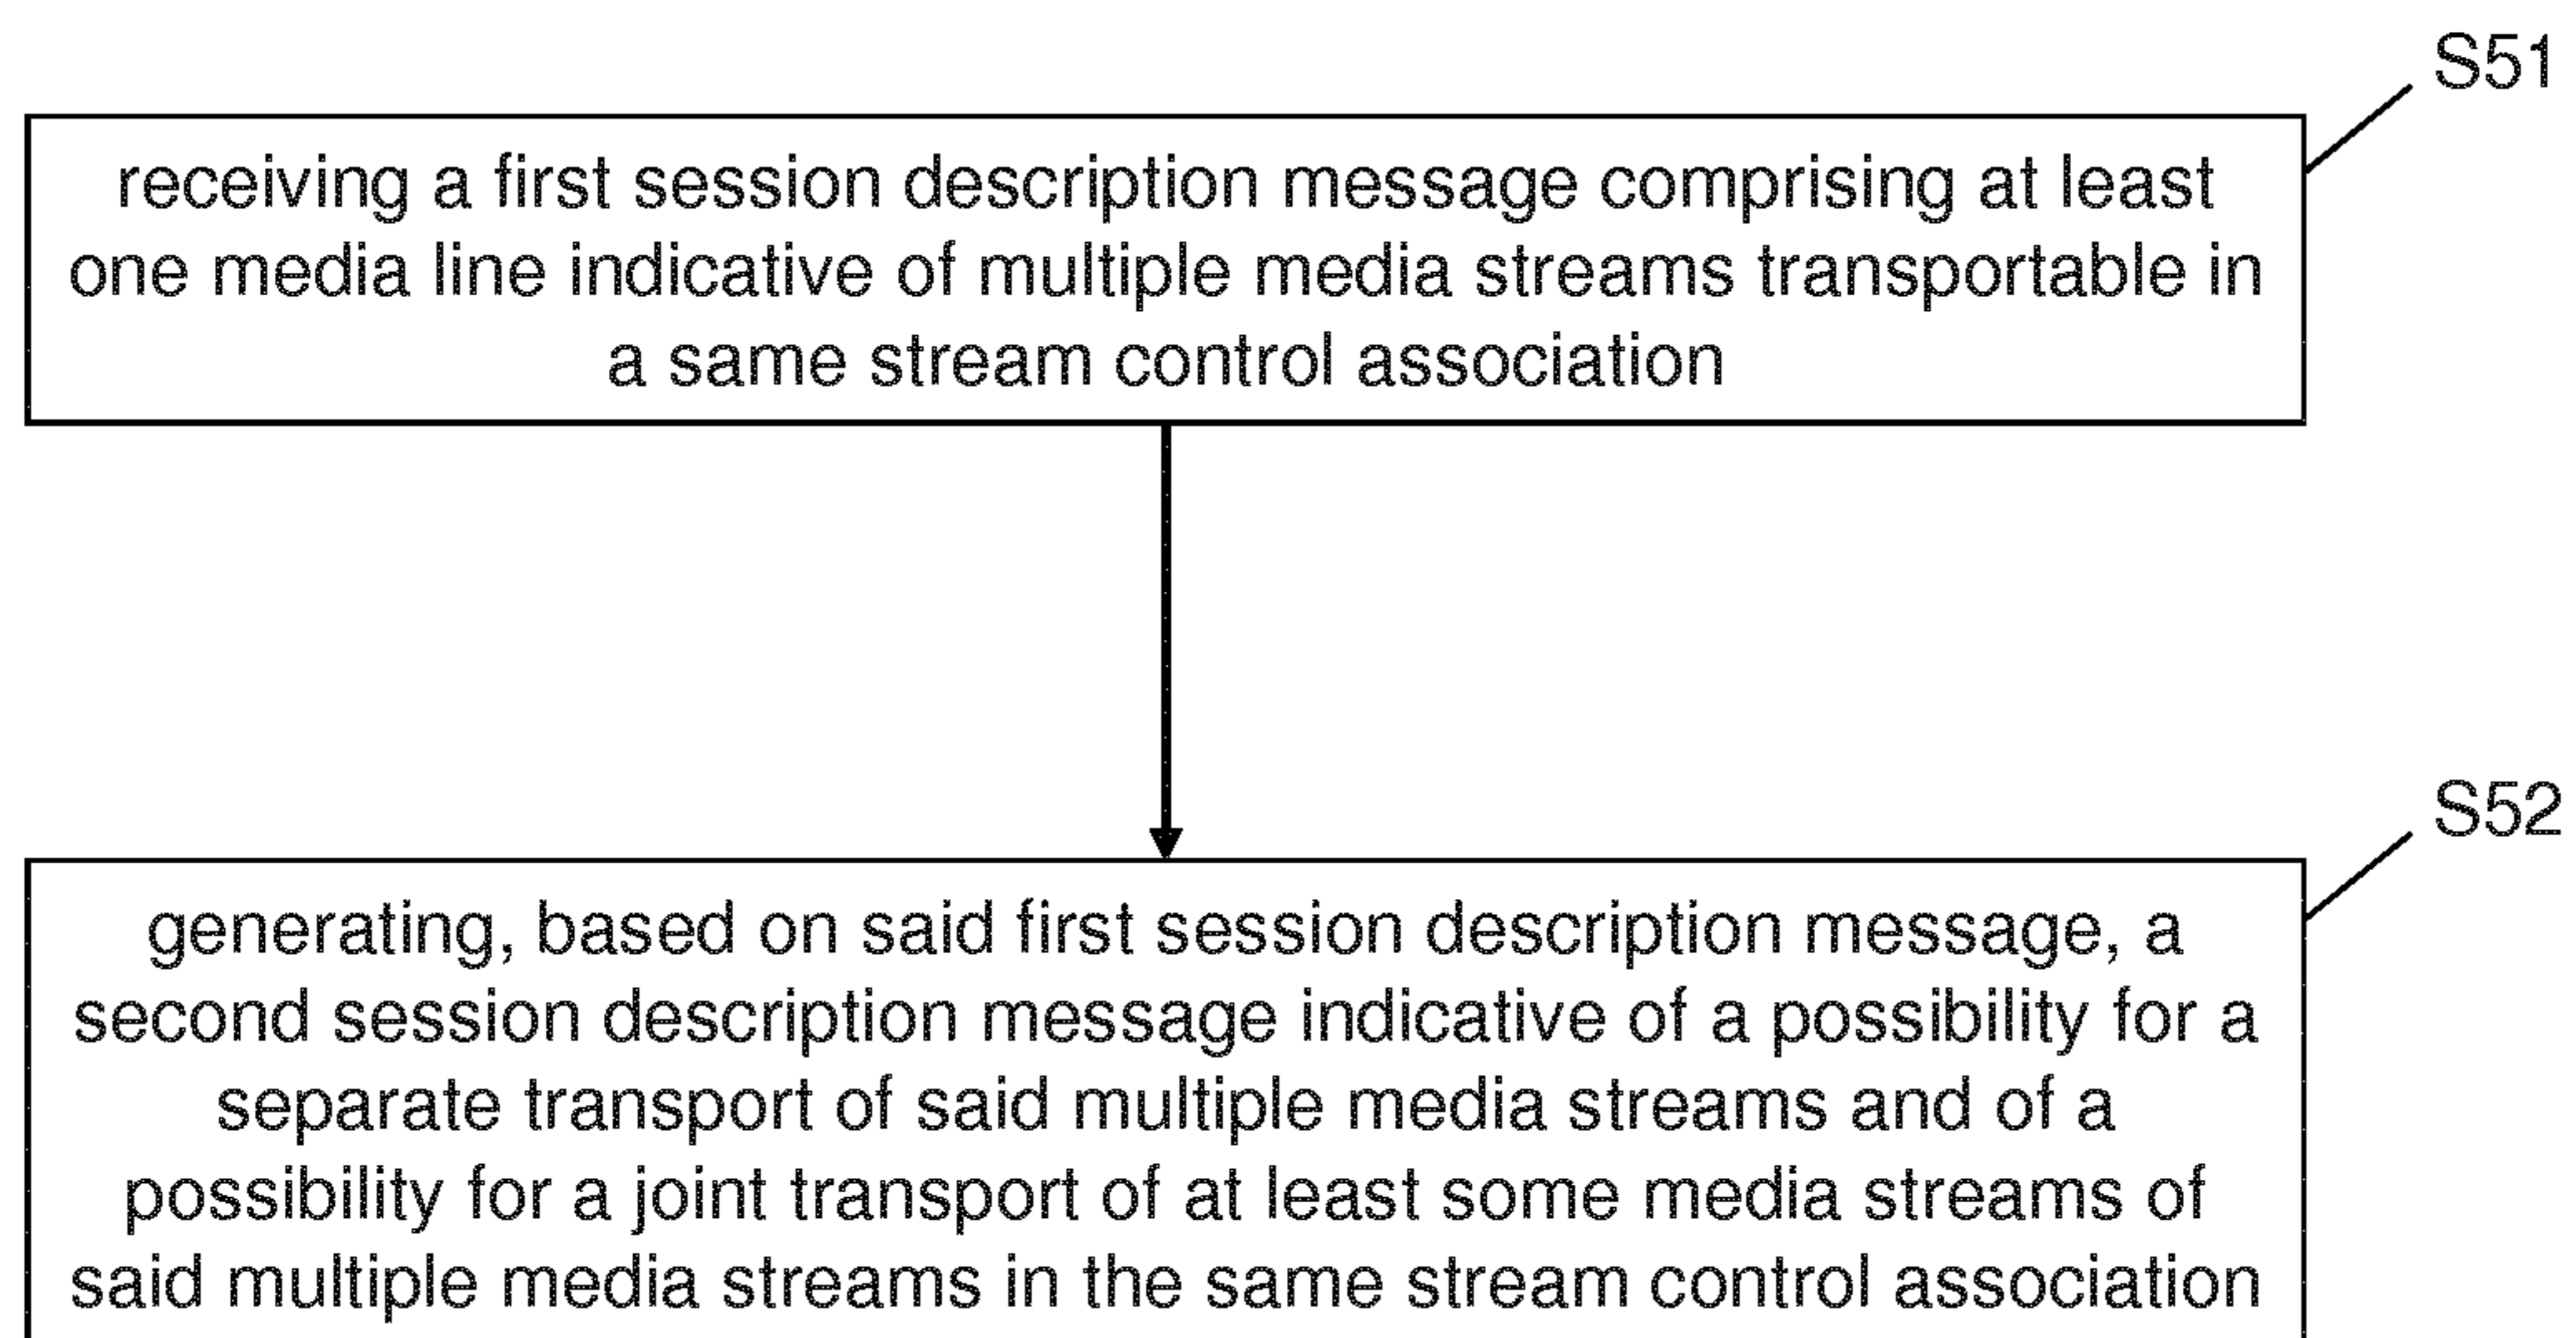 S51
receiving a first session description message comprising at least
one media line indicative of multiple media streams transportable in
a same stream control association
S52
generating, based on said first session description message, a
second session description message indicative of a possibility for a
separate transport of said multiple media streams and of a
possibility for a joint transport of at least some media streams of
said multiple media streams in the same stream control association